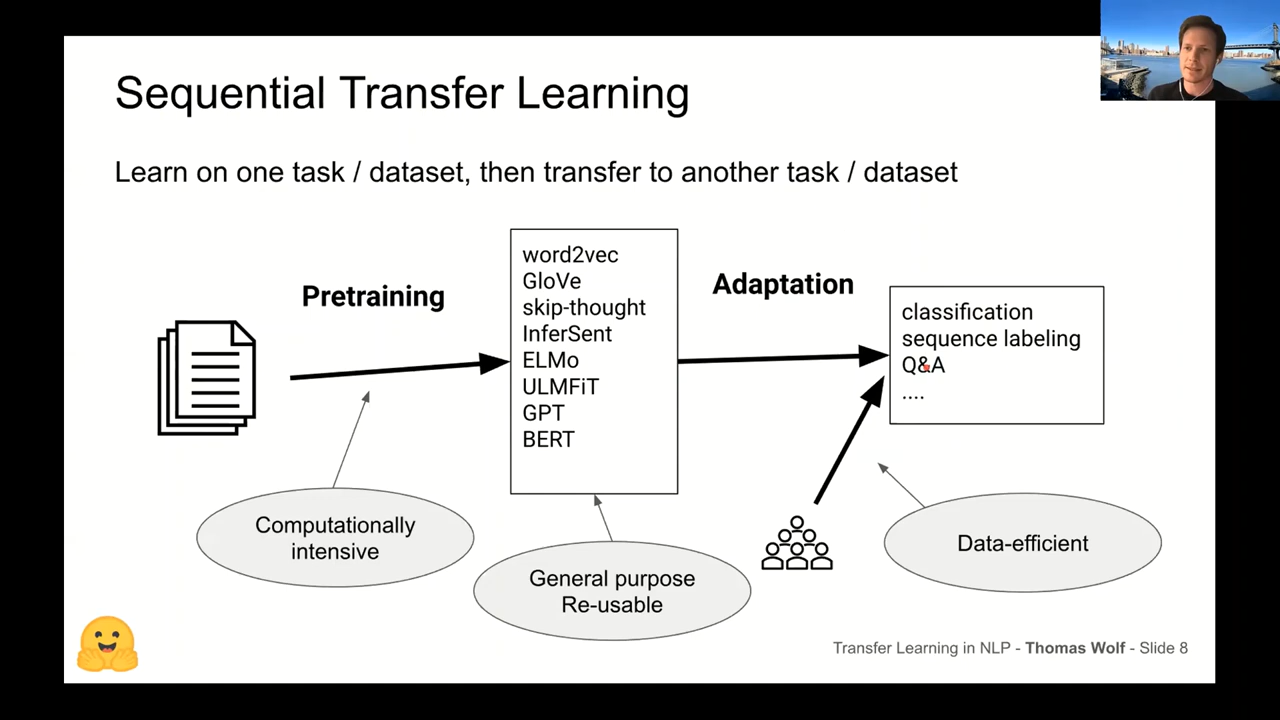 Sequential Transfer Learning
Learn on one task / dataset, then transfer to another task / dataset
Pretraining
word2vec
GloVe
skip-thought
InferSent
ELMo
ULMFiT
GPT
BERT
Adaptation
classification
sequence labeling
Q&A
....
Computationally
intensive
General purpose
Re-usable
Data-efficient
Transfer Learning in NLP - Thomas Wolf - Slide 8